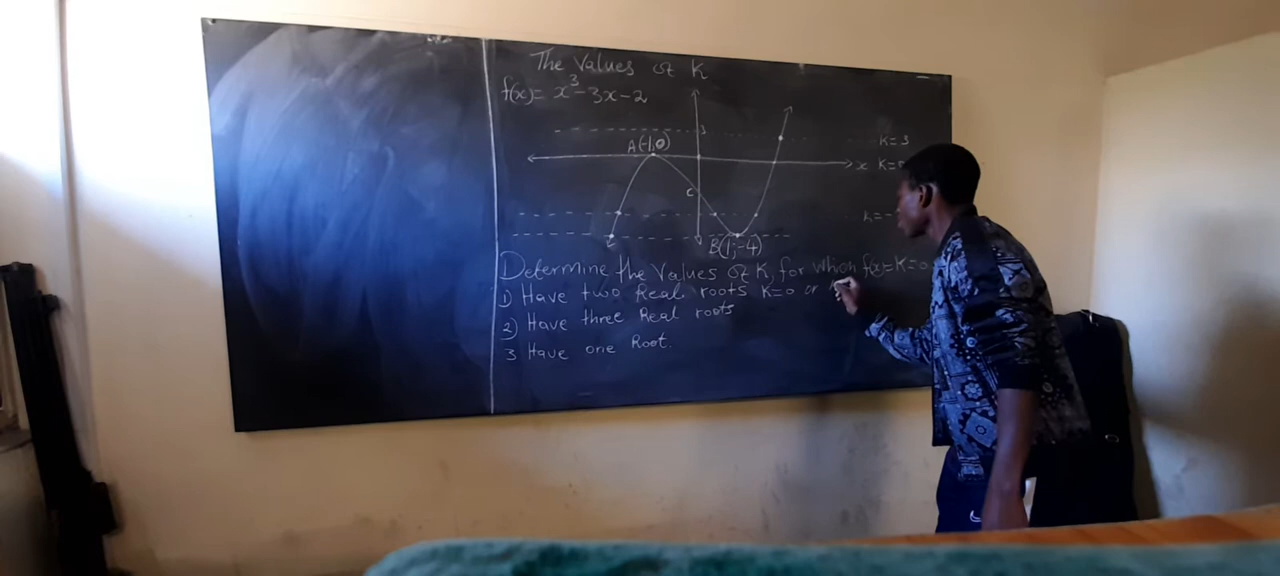 The Values of K
f(x) = x³-3x-2
3
K = 3
A(-1;0)
x K=
C
B(1;-4)
Determine the Values of K, for which f(x)=K=0
1) Have two Real roots K=0 or
2) Have three Real roots
3 Have one Root.